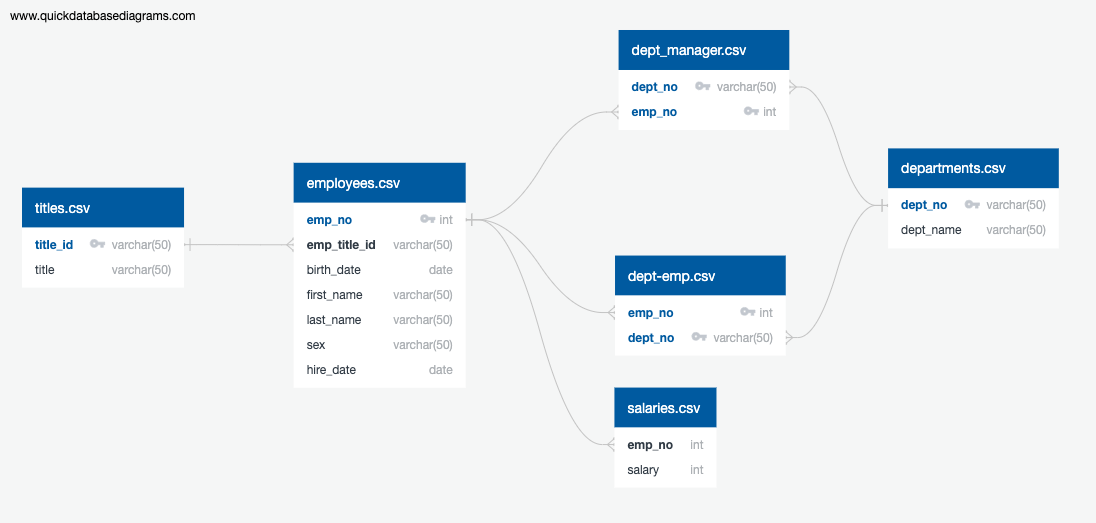 www.quickdatabasediagrams.com
titles.csv
title_id varchar(50)
title varchar(50)
employees.csv
emp_no int
emp_title_id varchar(50)
birth_date date
first_name varchar(50)
last_name varchar(50)
sex varchar(50)
hire_date date
dept_manager.csv
dept_no varchar(50)
emp_no int
dept-emp.csv
emp_no int
dept_no varchar(50)
salaries.csv
emp_no int
salary int
departments.csv
dept_no varchar(50)
dept_name varchar(50)